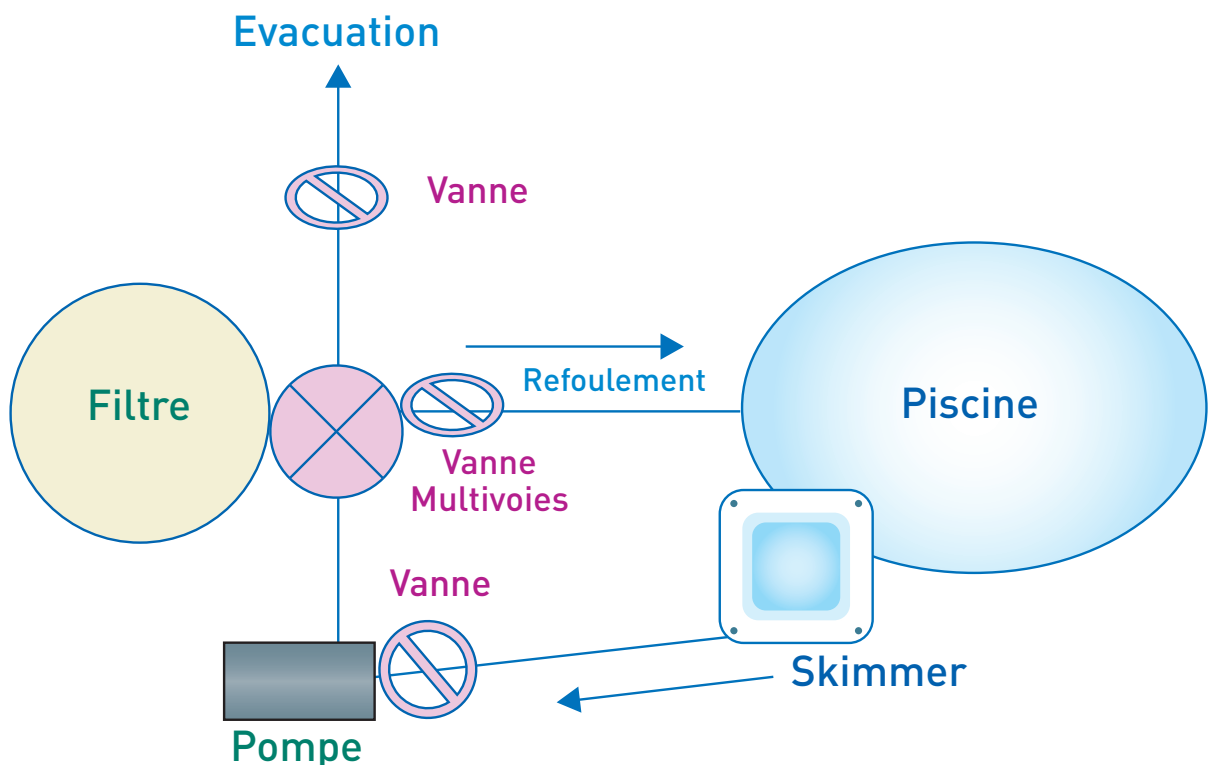 Evacuation
Vanne
Filtre
Refoulement
Piscine
Vanne
Multivoies
Vanne
Skimmer
Pompe